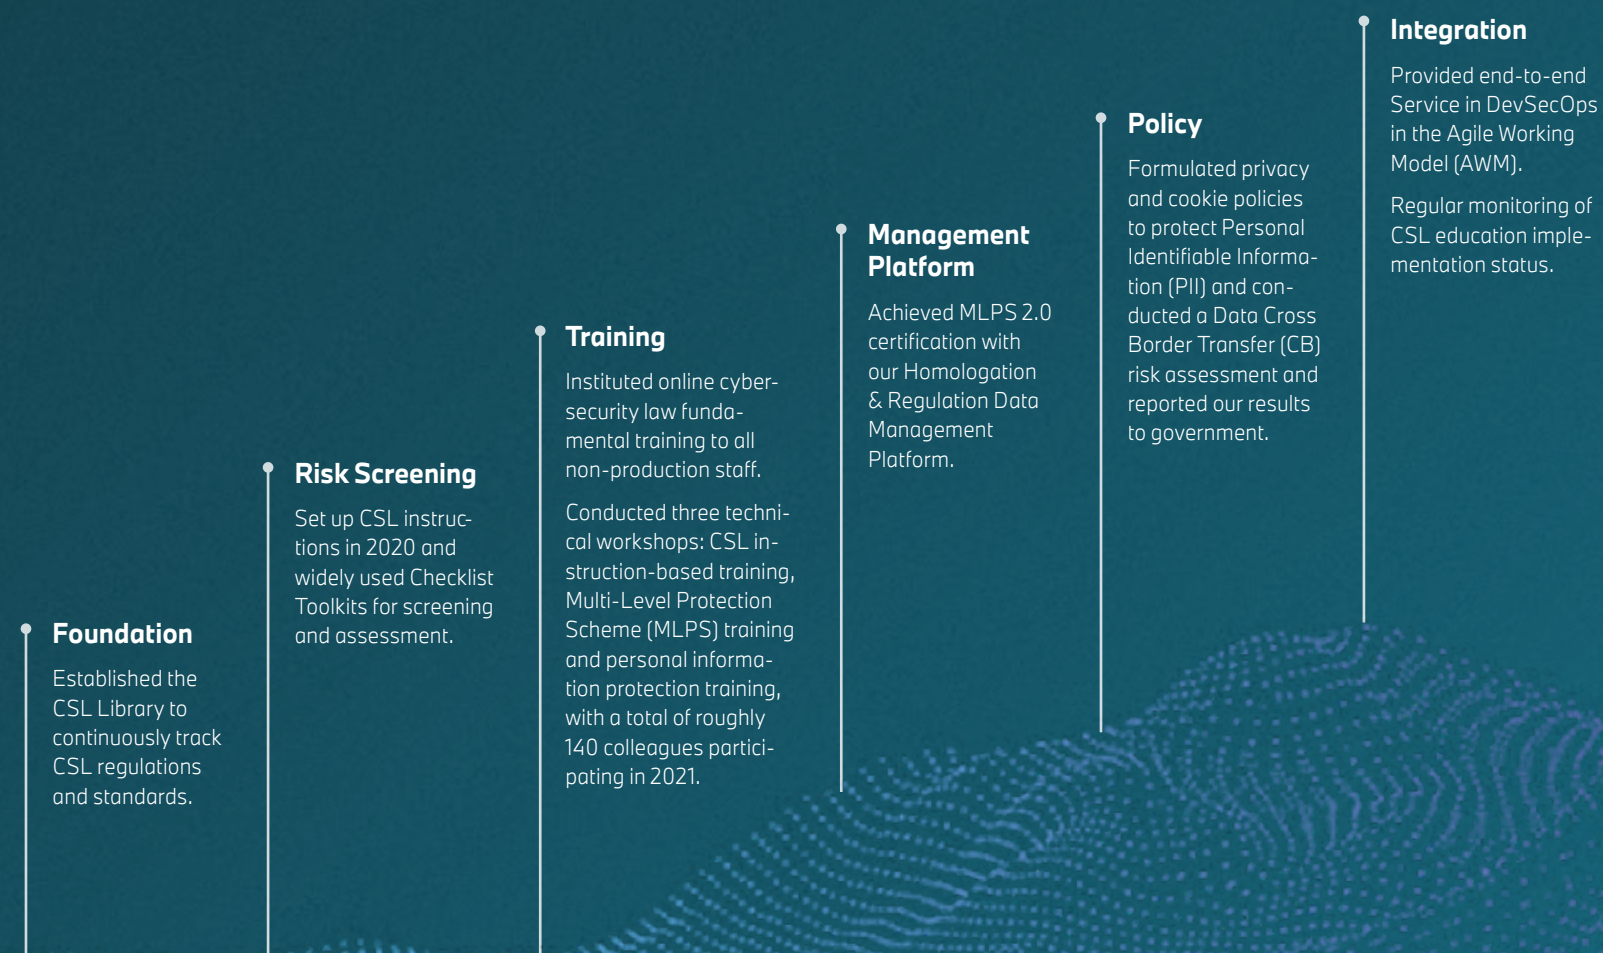 Foundation
Established the
CSL Library to
continuously track
CSL regulations
and standards.
Risk Screening
Set up CSL instruc-
tions in 2020 and
widely used Checklist
Toolkits for screening
and assessment.
Training
Instituted online cyber-
security law funda-
mental training to all
non-production staff.
Conducted three techni-
cal workshops: CSL in-
struction-based training,
Multi-Level Protection
Scheme (MLPS) training
and personal informa-
tion protection training,
with a total of roughly
140 colleagues partici-
pating in 2021.
Management
Platform
Achieved MLPS 2.0
certification with
our Homologation
& Regulation Data
Management
Platform.
Policy
Formulated privacy
and cookie policies
to protect Personal
Identifiable Informa-
tion (PII) and con-
ducted a Data Cross
Border Transfer (CB)
risk assessment and
reported our results
to government.
Integration
Provided end-to-end
Service in DevSecOps
in the Agile Working
Model (AWM).
Regular monitoring of
CSL education imple-
mentation status.